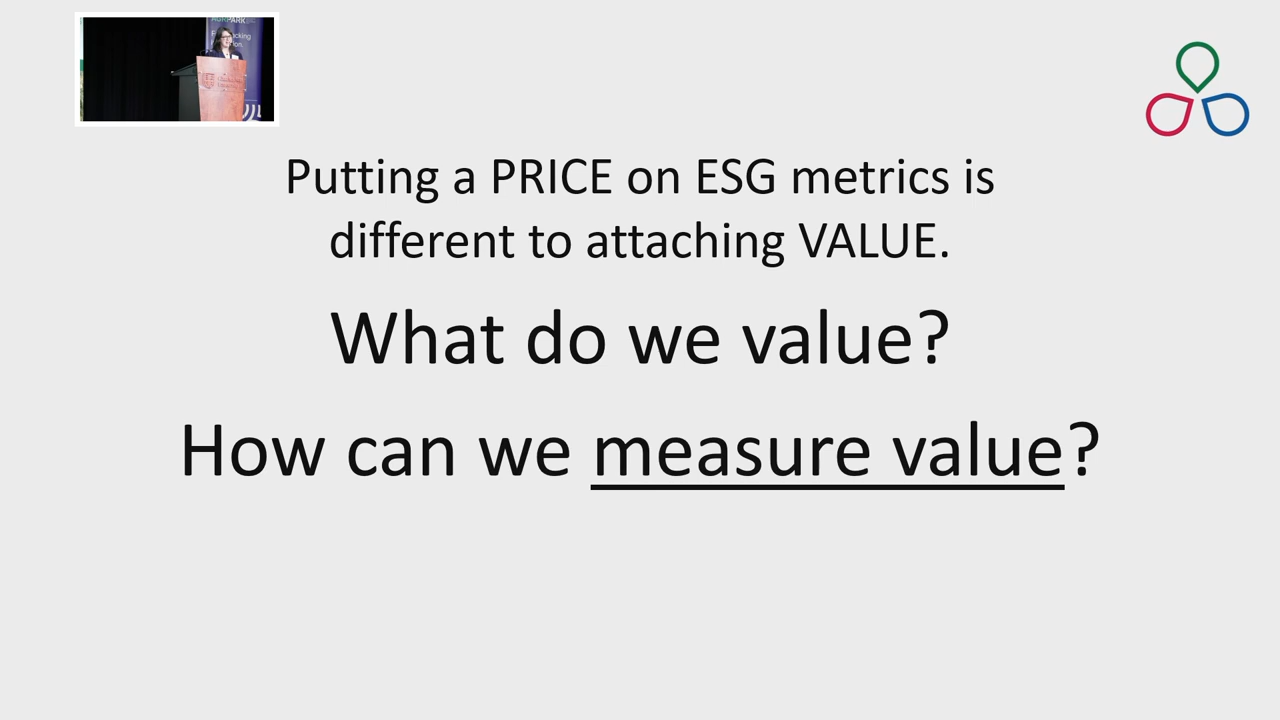 AGRIPARK
Putting a PRICE on ESG metrics is
different to attaching VALUE.
What do we value?
How can we measure value?